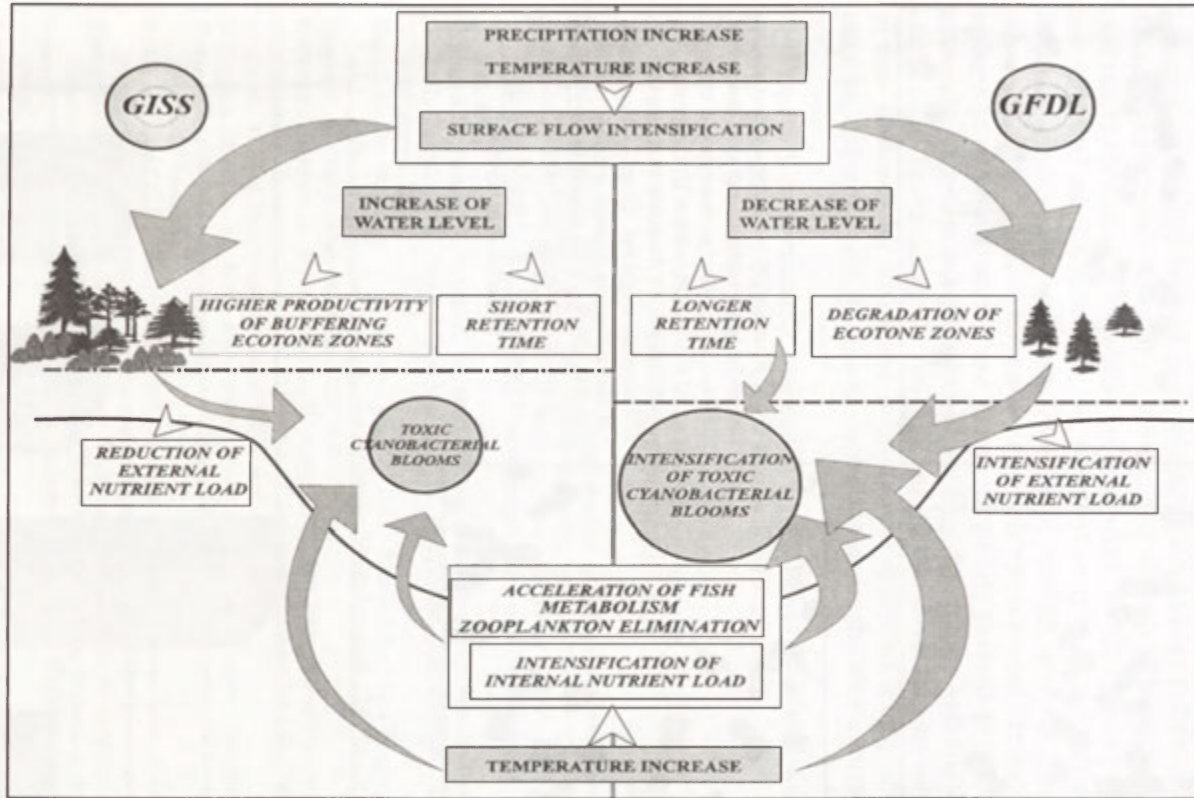 PRECIPITATION INCREASE
TEMPERATURE INCREASE
GISS
GFDL
SURFACE FLOW INTENSIFICATION
INCREASE OF
WATER LEVEL
DECREASE OF
WATER LEVEL
HIGHER PRODUCTIVITY
OF BUFFERING
ECOTONE ZONES
SHORT
RETENTION
TIME
LONGER
RETENTION
TIME
DEGRADATION OF
ECOTONE ZONES
TOXIC
CYANOBACTERIAL
BLOOMS
REDUCTION OF
EXTERNAL
NUTRIENT LOAD
INTENSIFICATION
OF TOXIC
CYANOBACTERIAL
BLOOMS
INTENSIFICATION
OF EXTERNAL
NUTRIENT LOAD
ACCELERATION OF FISH
METABOLISM
ZOOPLANKTON ELIMINATION
INTENSIFICATION OF
INTERNAL NUTRIENT LOAD
TEMPERATURE INCREASE